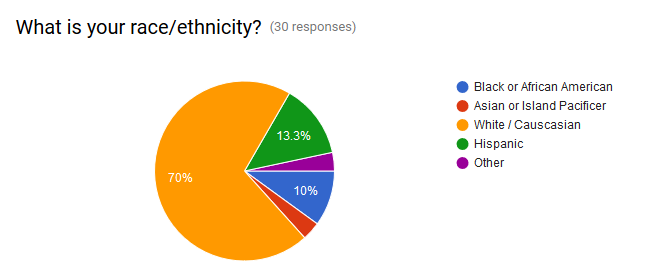 What is your race/ethnicity? (30 responses)
Black or African American
Asian or Island Pacificer
White / Causcasian
Hispanic
Other
13.3%
70%
10%